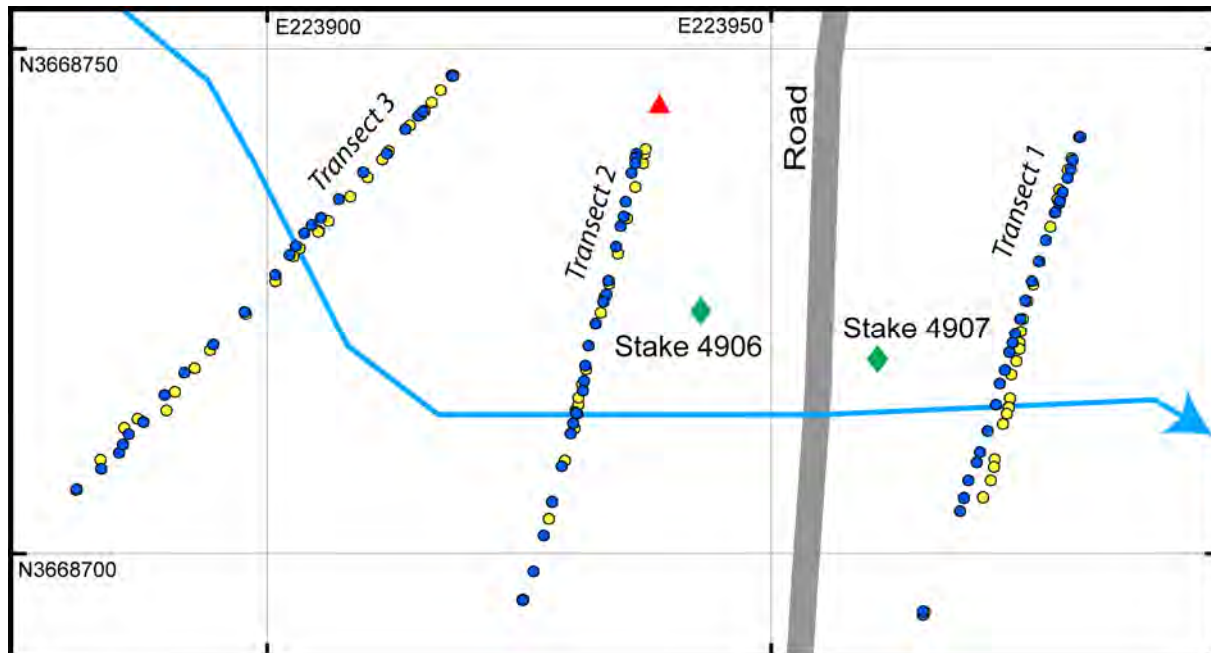 E223900
E223950
N3668750
Transect 3
Transect 2
Road
Transect 1
Stake 4906
Stake 4907
N3668700